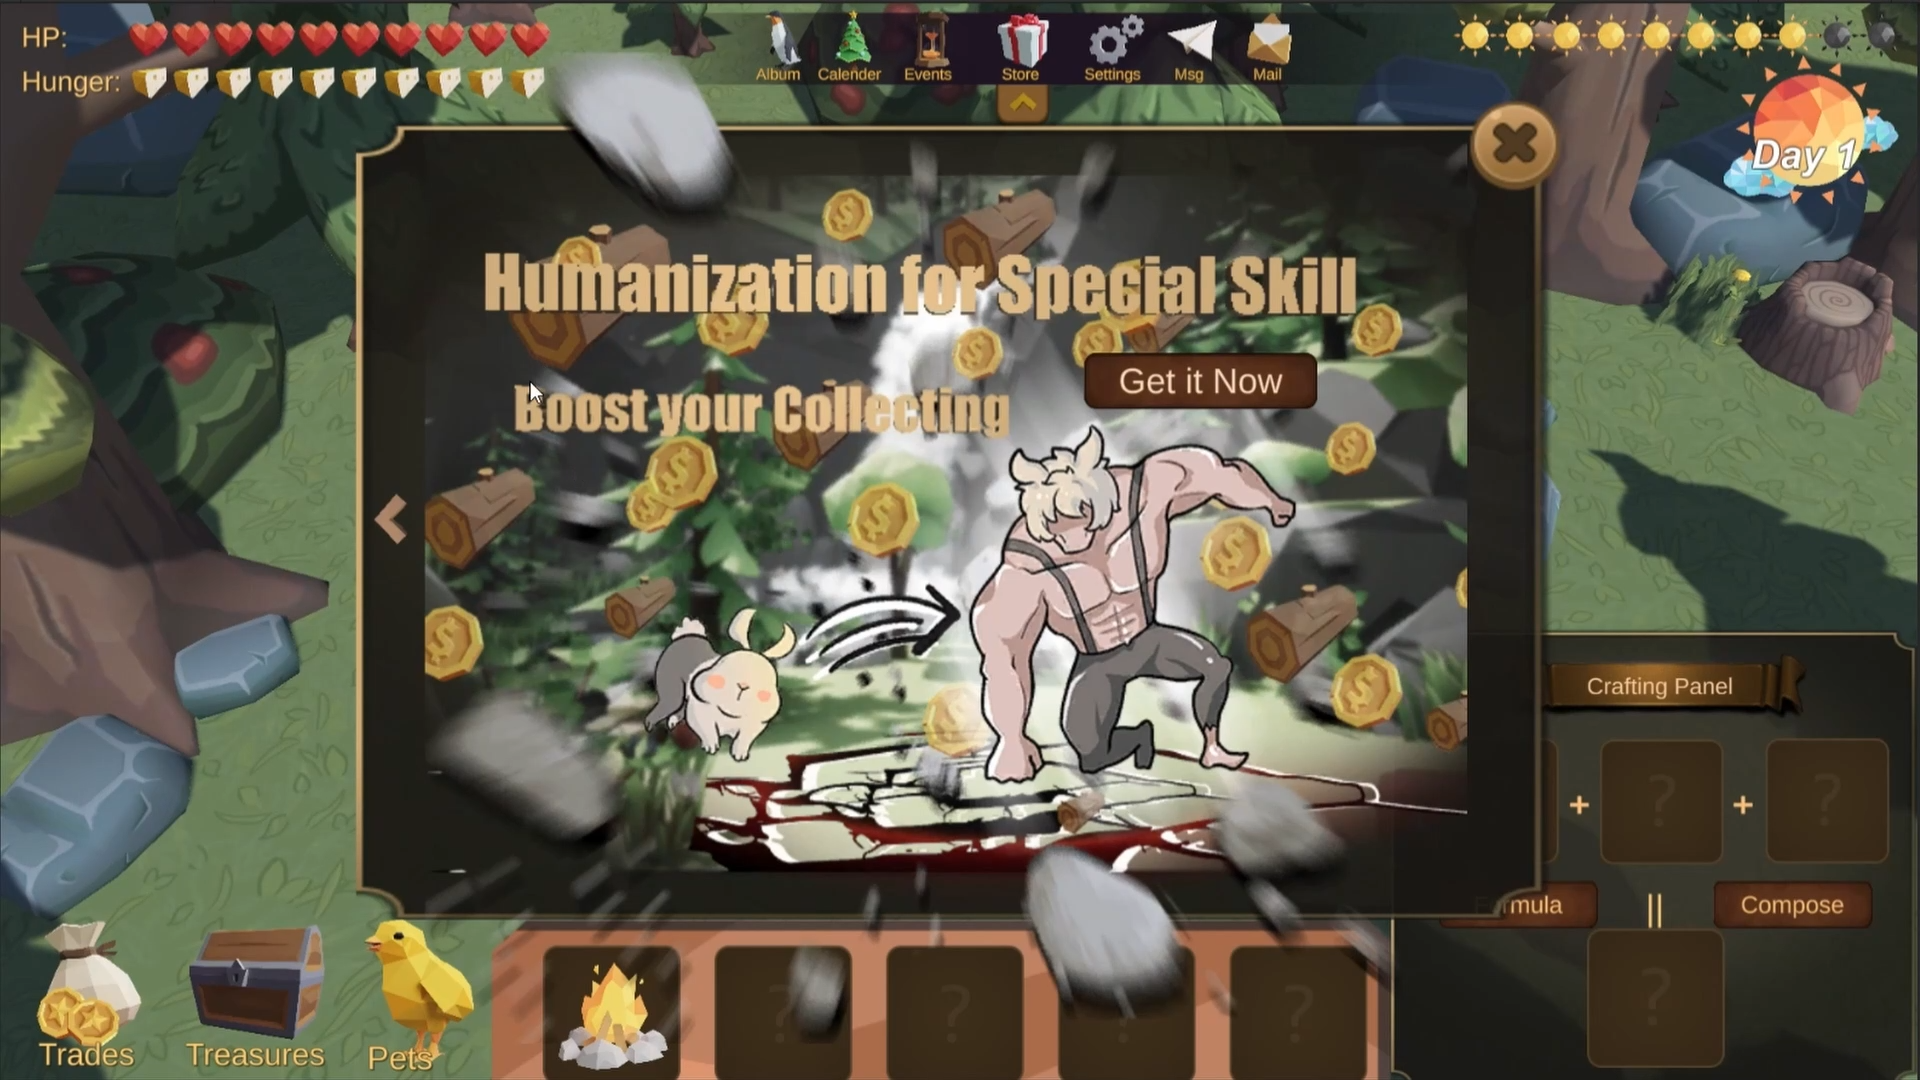 HP:
Hunger:
Album
Calender
Events
Store
Settings
Msg
Mail
Day 1
Humanization for Special Skill
Get it Now
Boost your Collecting
Crafting Panel
?
+
?
+
?
rmula
||
Compose
?
Trades
Treasures
Pets
?
?
?
?